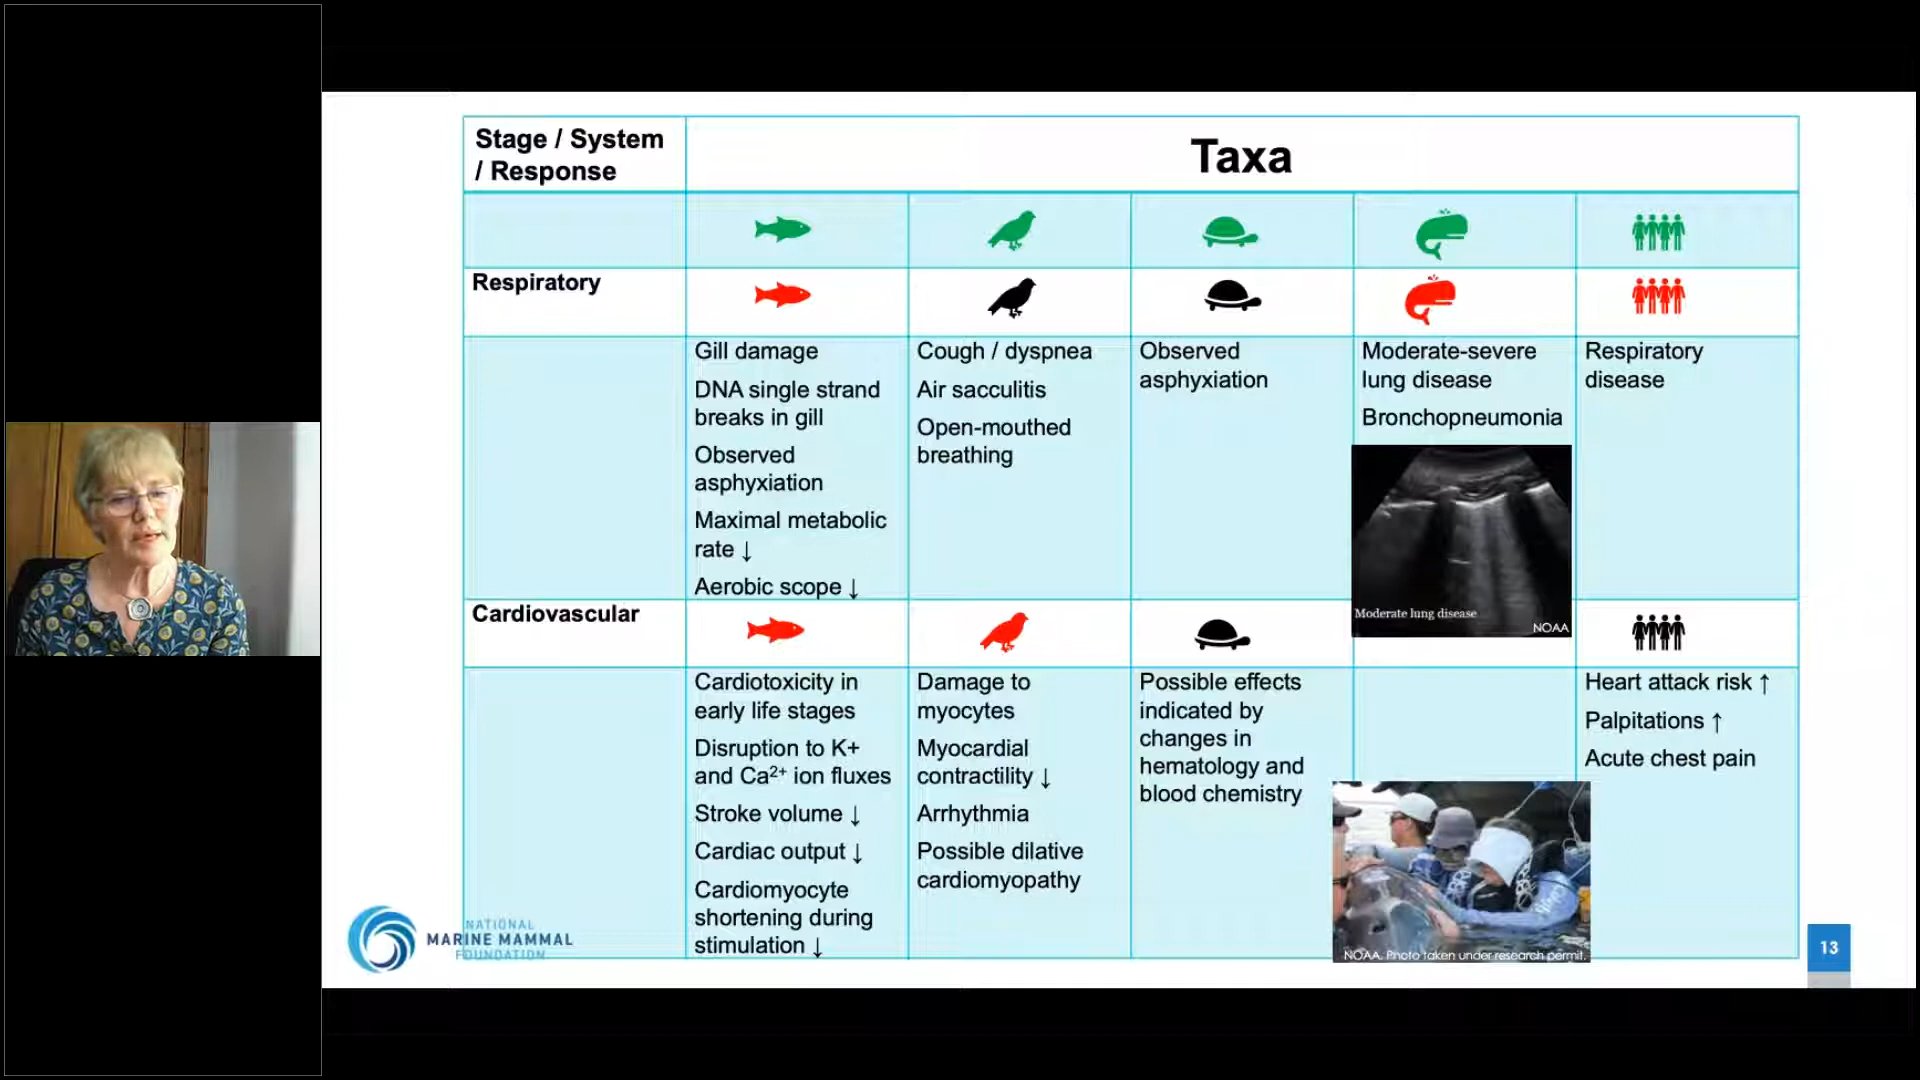 Stage / System
/ Response
Taxa
Respiratory
Gill damage
DNA single strand
breaks in gill
Observed
asphyxiation
Maximal metabolic
rate ↓
Aerobic scope ↓
Cough / dyspnea
Air sacculitis
Open-mouthed
breathing
Observed
asphyxiation
Moderate-severe
lung disease
Bronchopneumonia
Moderate lung disease
NOAA
Respiratory
disease
Cardiovascular
Cardiotoxicity in
early life stages
Disruption to K+
and Ca²⁺ ion fluxes
Stroke volume ↓
Cardiac output ↓
Cardiomyocyte
shortening during
stimulation ↓
Damage to
myocytes
Myocardial
contractility ↓
Arrhythmia
Possible dilative
cardiomyopathy
Possible effects
indicated by
changes in
hematology and
blood chemistry
NOAA. Photo taken under research permit.
Heart attack risk ↑
Palpitations ↑
Acute chest pain
NATIONAL
MARINE MAMMAL
FOUNDATION
13